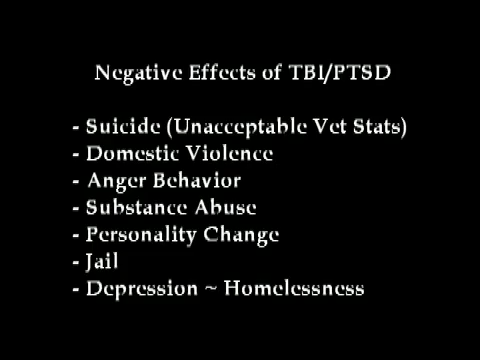 Negative Effects of TBI/PTSD
- Suicide (Unacceptable Vet Stats)
- Domestic Violence
- Anger Behavior
- Substance Abuse
- Personality Change
- Jail
- Depression ~ Homelessness